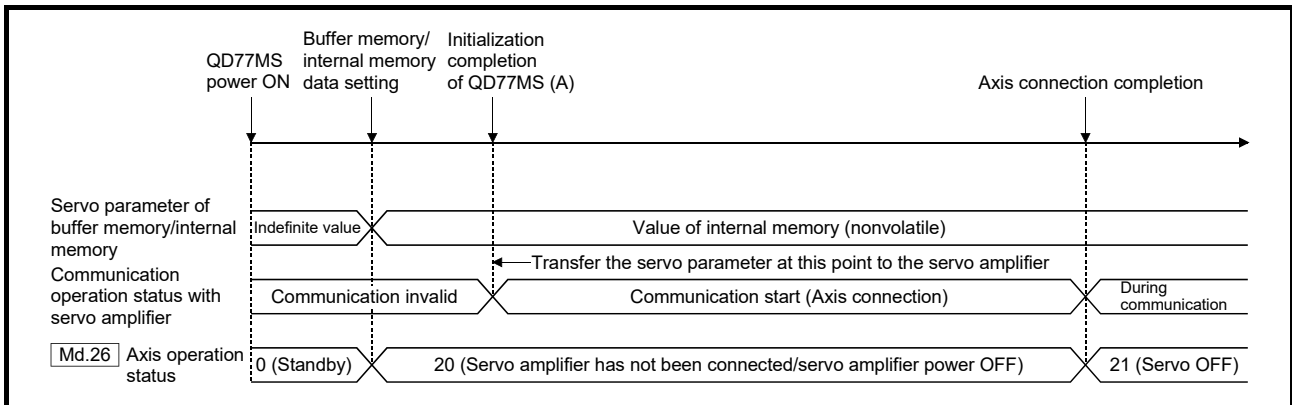 QD77MS
power ON
Buffer memory/
internal memory
data setting
Initialization
completion
of QD77MS (A)
Axis connection completion
Servo parameter of
buffer memory/internal
memory
Indefinite value
Value of internal memory (nonvolatile)
Transfer the servo parameter at this point to the servo amplifier
Communication
operation status with
servo amplifier
Communication invalid
Communication start (Axis connection)
During
communication
Md.26 Axis operation
status
0 (Standby)
20 (Servo amplifier has not been connected/servo amplifier power OFF)
21 (Servo OFF)